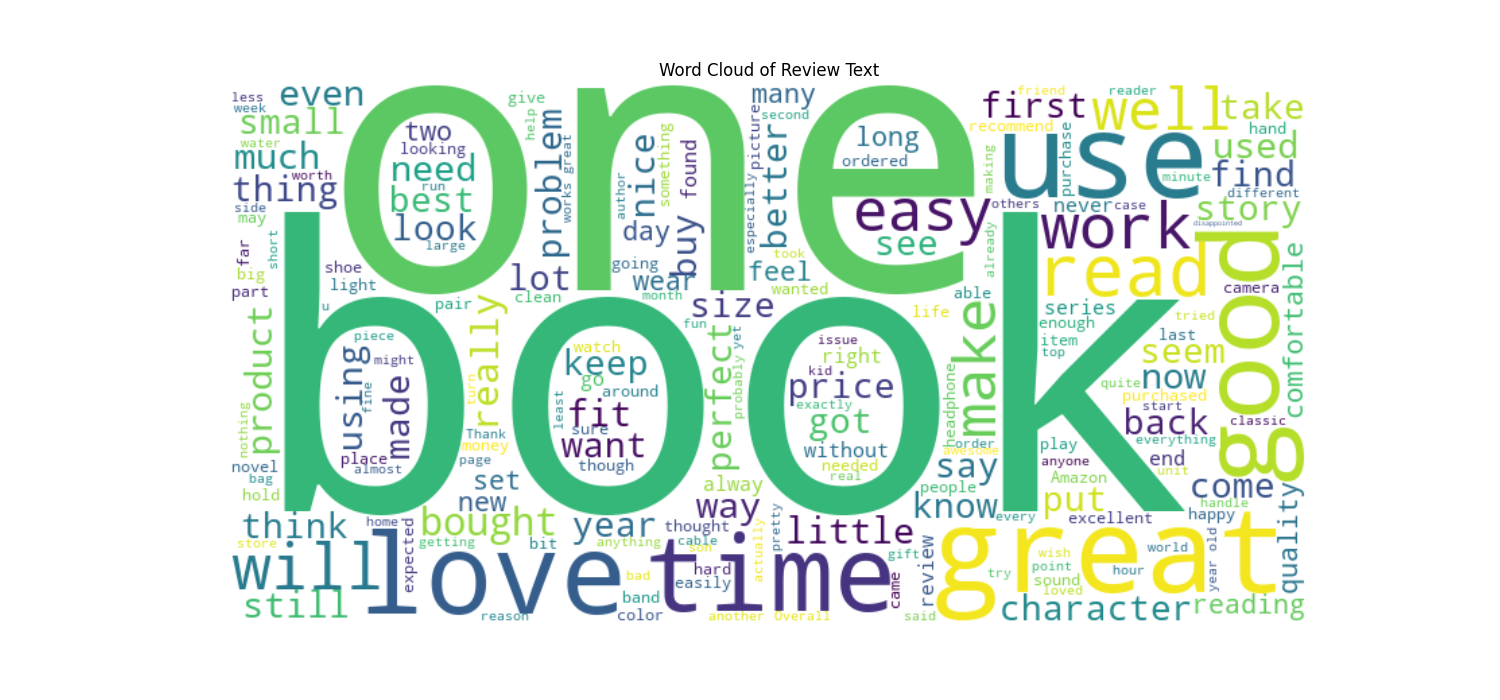 Word Cloud of Review Text
less
week
even
small
water
much
worth
thing
side
may
one
two
looking
need
run
best
look
large
give
help
problem
works great
author
nice
something
day
buy
found
many
second
picture
especially
better
long
ordered
easy
see
first
friend
recommend
reader
well
take
hand
used
use
making
purchase
minute
find
different
others
never
case
story
disappointed
work
already
read
good
camera
comfortable
far
short
big
part
shoe
light
u
lot
going
wear
clean
month
feel
took
wanted
size
pair
fun
yet
life
able
series
enough
item
top
tried
last
seem
now
quite
purchased
start
back
classic
everything
book
product
nothing
piece
might
using
fine
made
place
almost
really
turn
Thank
money
page
watch
keep
go
around
least
fit
sure
want
though
perfect
probably
issue
right
kid
price
exactly
got
without
needed
real
make
headphone
order
awesome
say
people
know
play
anyone
Amazon
put
end
unit
come
handle
novel
bag
hold
set
new
alway
way
every
excellent
happy
quality
think
home
bought
year
thought
little
store
expected
getting
bit
anything
cable
son
actually
pretty
gift
review
great
wish
point
world
try
sound
hour
loved
year old
will
love
time
hard
easily
bad
band
came
still
reason
color
another
Overall
said
character
reading